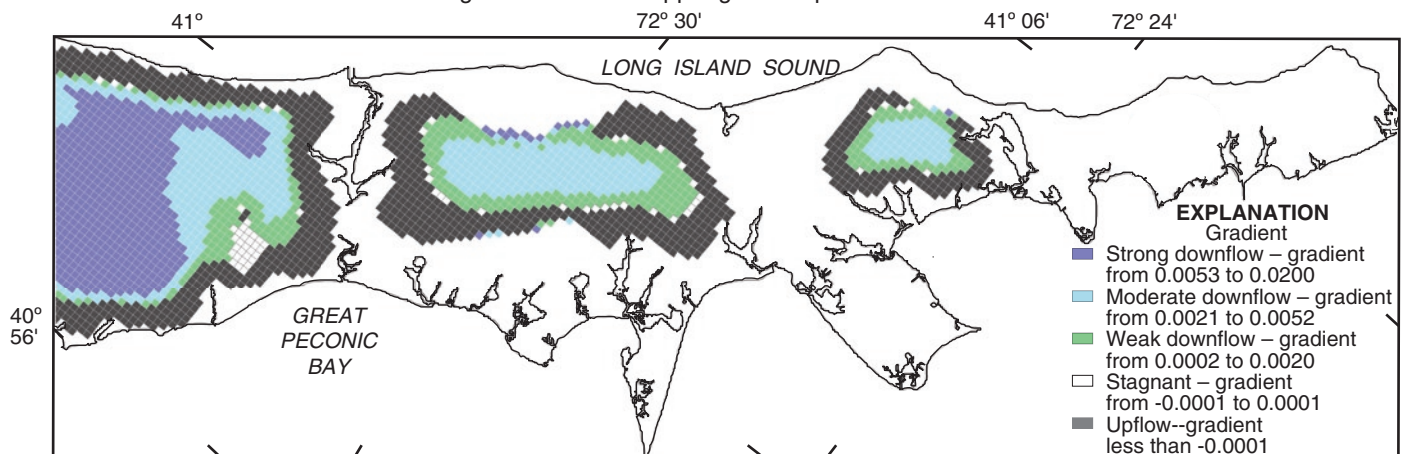 41° 72° 30' 41° 06' 72° 24'
LONG ISLAND SOUND
40°
56'
GREAT
PECONIC
BAY
EXPLANATION
Gradient
Strong downflow – gradient
from 0.0053 to 0.0200
Moderate downflow – gradient
from 0.0021 to 0.0052
Weak downflow – gradient
from 0.0002 to 0.0020
Stagnant – gradient
from -0.0001 to 0.0001
Upflow--gradient
less than -0.0001